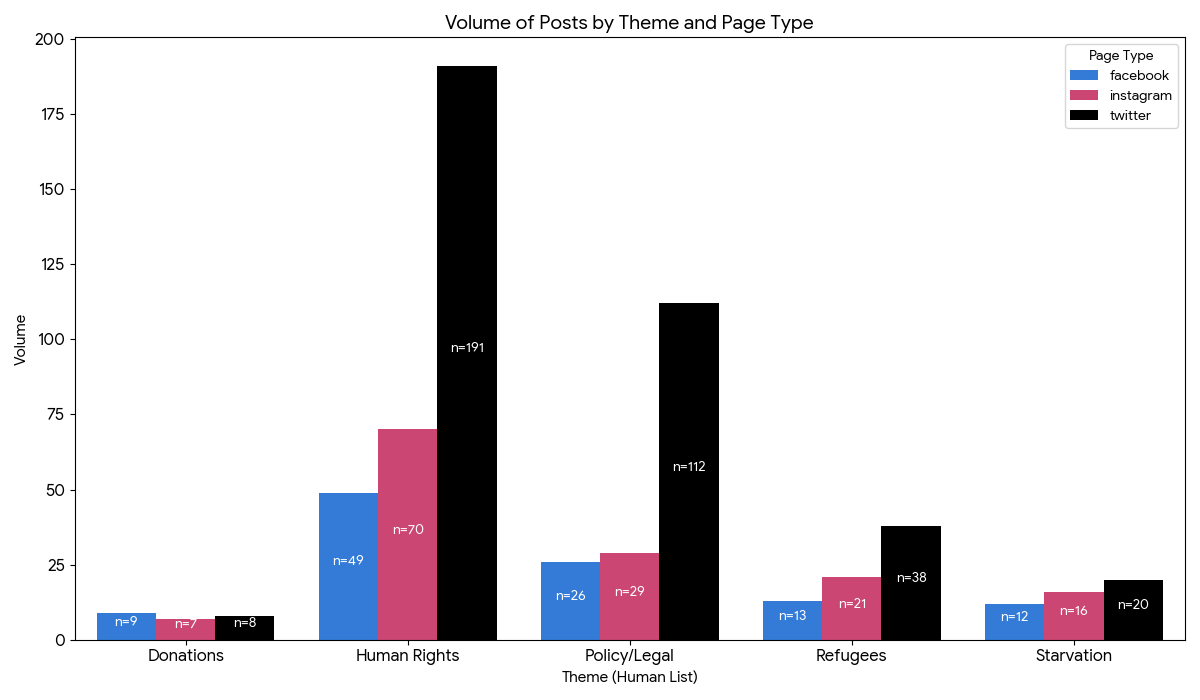 Volume of Posts by Theme and Page Type
Page Type
facebook
instagram
twitter
Volume
200
175
150
125
100
75
50
25
0
n=9
n=7
n=8
n=49
n=70
n=191
n=26
n=29
n=112
n=13
n=21
n=38
n=12
n=16
n=20
Donations
Human Rights
Policy/Legal
Refugees
Starvation
Theme (Human List)